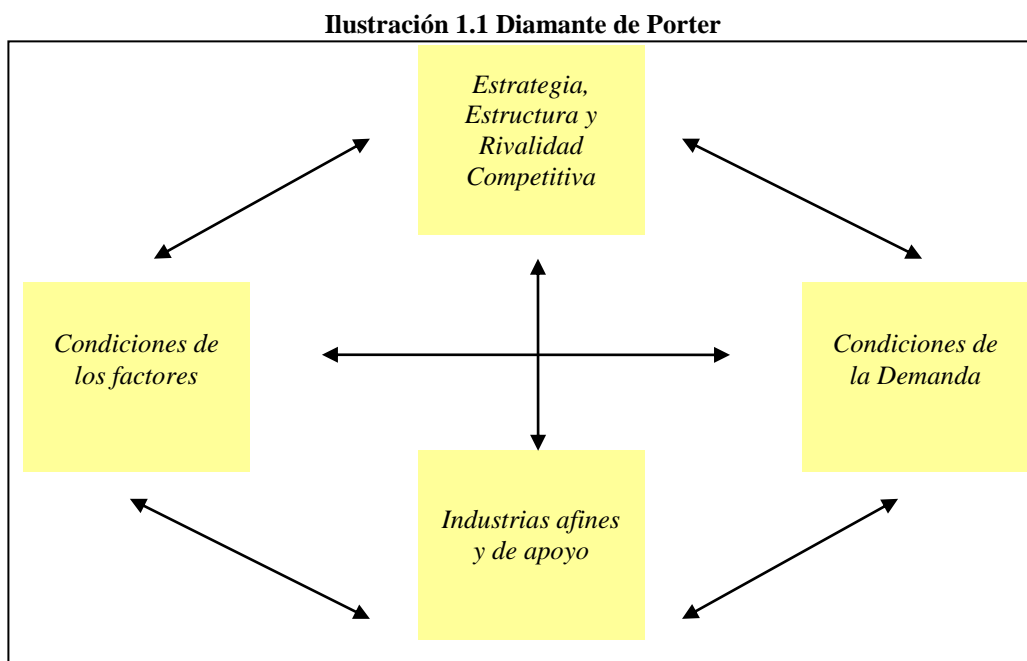 Ilustración 1.1 Diamante de Porter
Estrategia,
Estructura y
Rivalidad
Competitiva
Condiciones de
los factores
Condiciones de
la Demanda
Industrias afines
y de apoyo